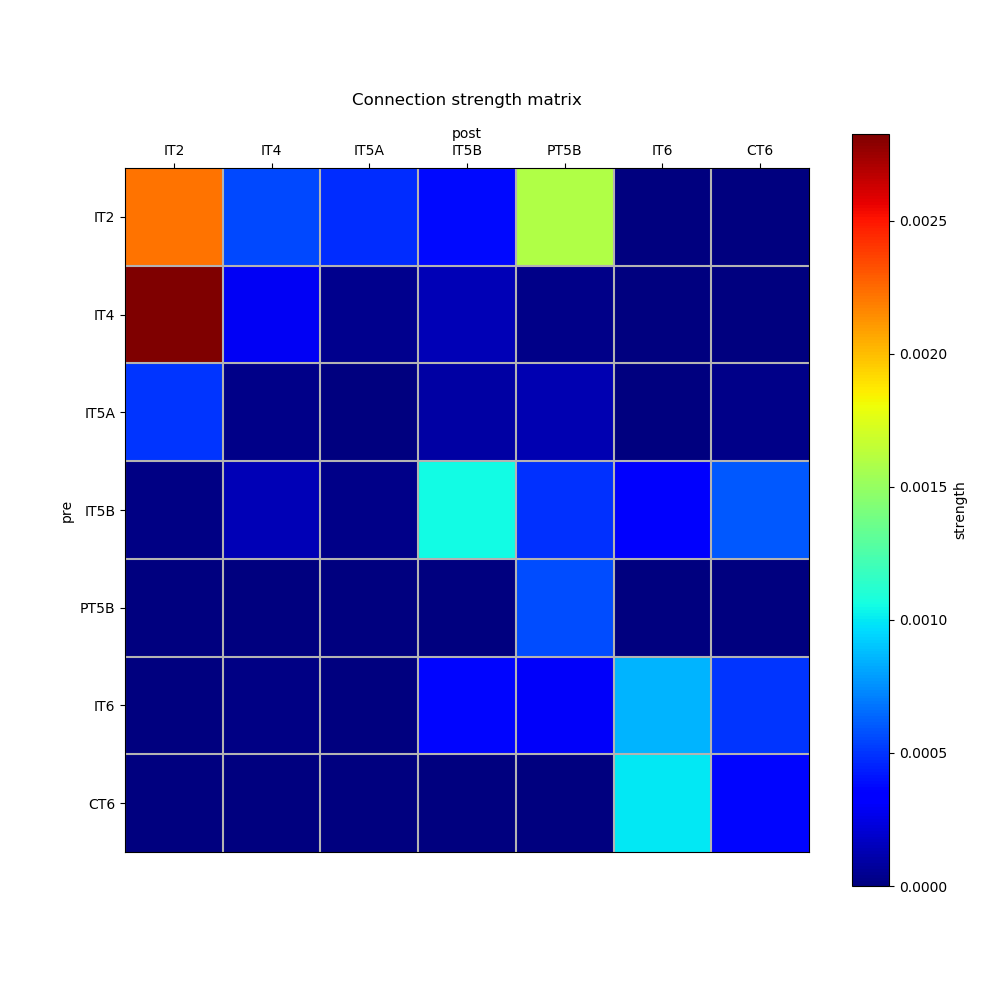 Connection strength matrix
post
IT2 IT4 IT5A IT5B PT5B IT6 CT6
IT2
IT4
IT5A
IT5B
PT5B
IT6
CT6
pre
0.0025
0.0020
0.0015
0.0010
0.0005
0.0000
strength